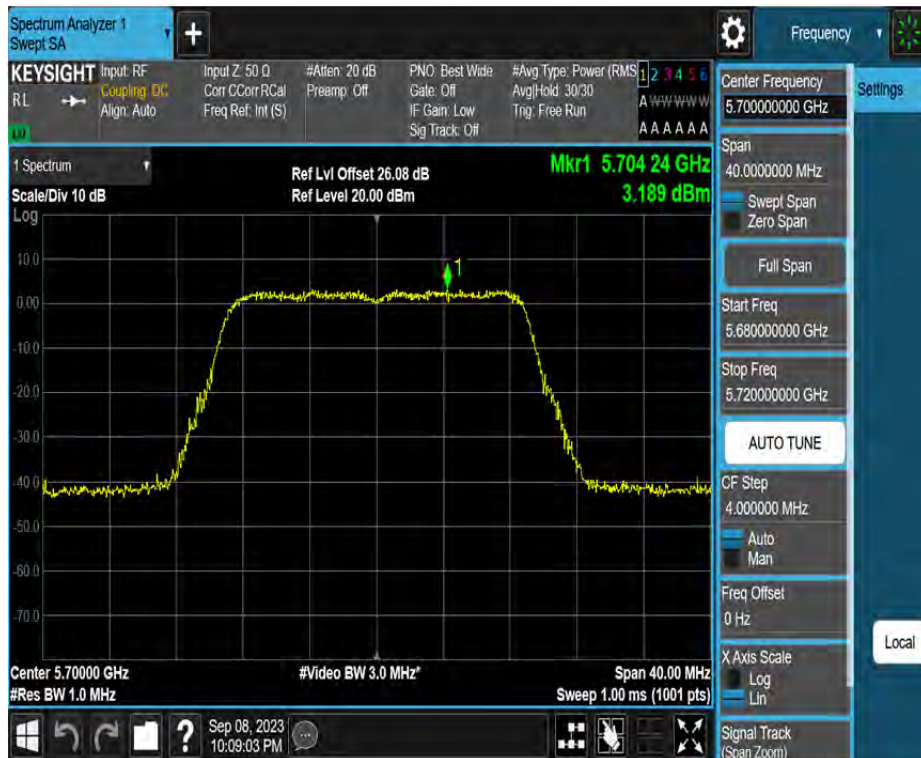 Spectrum Analyzer 1
Swept SA
+
Frequency
KEYSIGHT
RL
Input: RF
Coupling: DC
Align: Auto
Input Z: 50 Ω
Corr CCorr RCal
Freq Ref: Int (S)
#Atten: 20 dB
Preamp: Off
PNO: Best Wide
Gate: Off
IF Gain: Low
Sig Track: Off
#Avg Type: Power (RMS
Avg|Hold: 30/30
Trig: Free Run
1 2 3 4 5 6
A W W W W W
A A A A A A
1 Spectrum
Scale/Div 10 dB
Log
Ref Lvl Offset 26.08 dB
Ref Level 20.00 dBm
Mkr1 5.704 24 GHz
3.189 dBm
1
10.0
0.00
-10.0
-20.0
-30.0
-40.0
-50.0
-60.0
-70.0
Center 5.70000 GHz
#Res BW 1.0 MHz
#Video BW 3.0 MHz*
Span 40.00 MHz
Sweep 1.00 ms (1001 pts)
?
Sep 08, 2023
10:09:03 PM
Center Frequency
5.700000000 GHz
Span
40.0000000 MHz
Swept Span
Zero Span
Full Span
Start Freq
5.680000000 GHz
Stop Freq
5.720000000 GHz
AUTO TUNE
CF Step
4.000000 MHz
Auto
Man
Freq Offset
0 Hz
X Axis Scale
Log
Lin
Signal Track
(Span Zoom)
Settings
Local